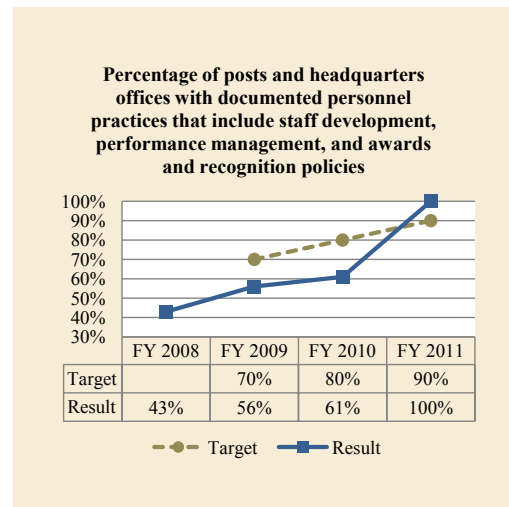 Percentage of posts and headquarters
offices with documented personnel
practices that include staff development,
performance management, and awards
and recognition policies
100%
90%
80%
70%
60%
50%
40%
30%
FY 2008 FY 2009 FY 2010 FY 2011
Target 70% 80% 90%
Result 43% 56% 61% 100%
Target Result